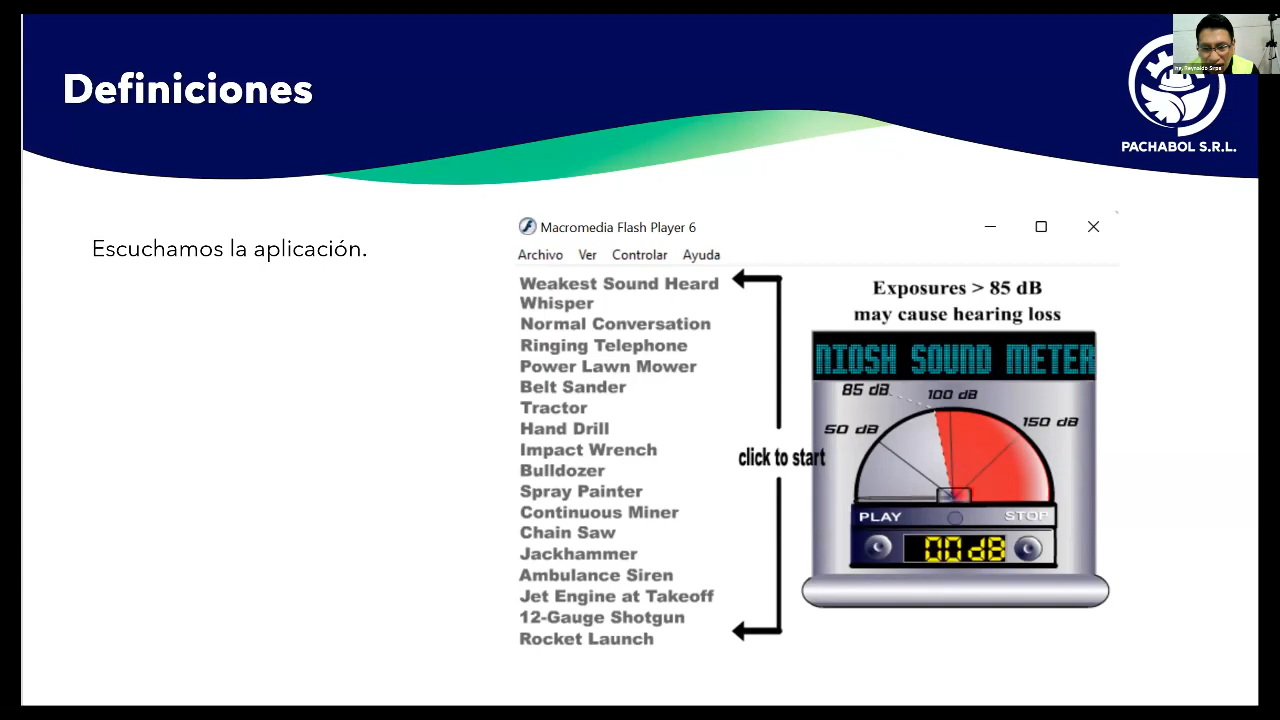 Definiciones
PACHABOL S.R.L.
Escuchamos la aplicación.
Macromedia Flash Player 6
Archivo Ver Controlar Ayuda
Weakest Sound Heard
Whisper
Normal Conversation
Ringing Telephone
Power Lawn Mower
Belt Sander
Tractor
Hand Drill
Impact Wrench
Bulldozer
Spray Painter
Continuous Miner
Chain Saw
Jackhammer
Ambulance Siren
Jet Engine at Takeoff
12-Gauge Shotgun
Rocket Launch
click to start
Exposures > 85 dB
may cause hearing loss
NIOSH SOUND METER
85 dB
100 dB
50 dB
150 dB
PLAY
STOP
00dB